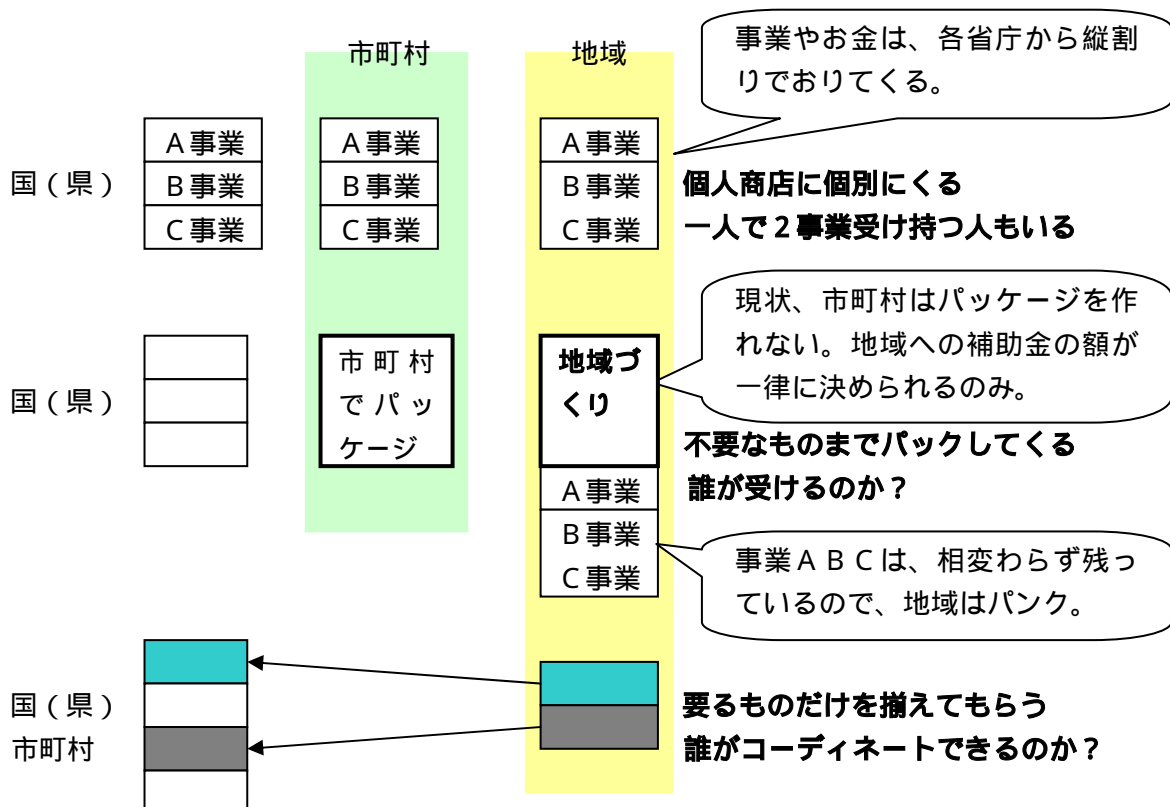 市町村
地域
事業やお金は、各省庁から縦割
りでおりてくる。
国（県）
Ａ事業
Ｂ事業
Ｃ事業
Ａ事業
Ｂ事業
Ｃ事業
Ａ事業
Ｂ事業
Ｃ事業
個人商店に個別にくる
一人で２事業受け持つ人もいる
国（県）
市町村
でパッ
ケージ
地域づ
くり
現状、市町村はパッケージを作
れない。地域への補助金の額が
一律に決められるのみ。
不要なものまでパックしてくる
誰が受けるのか？
Ａ事業
Ｂ事業
Ｃ事業
事業ＡＢＣは、相変わらず残っ
ているので、地域はパンク。
国（県）
市町村
要るものだけを揃えてもらう
誰がコーディネートできるのか？